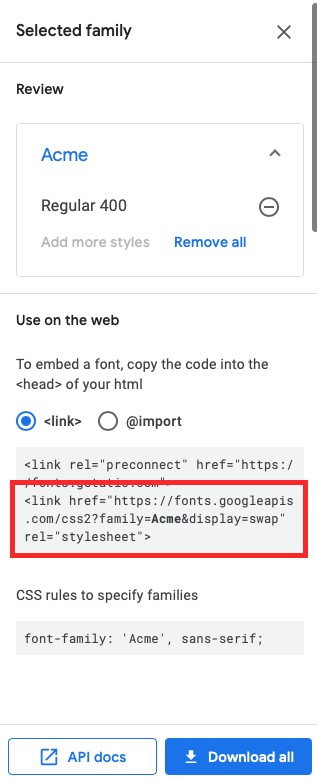 Selected family
Review
Acme
Regular 400
Add more styles Remove all
Use on the web
To embed a font, copy the code into the
<head> of your html
<link> @import
<link rel="preconnect" href="https:/
/fonts.gstatic.com">
<link href="https://fonts.googleapis
.com/css2?family=Acme&display=swap"
rel="stylesheet">
CSS rules to specify families
font-family: 'Acme', sans-serif;
API docs Download all